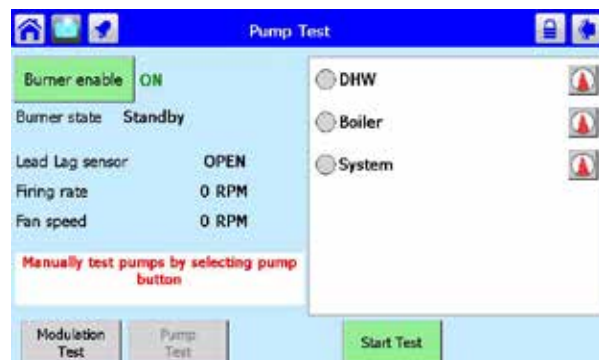 Pump Test
Burner enable ON
Burner state Standby
Lead Lag sensor OPEN
Firing rate 0 RPM
Fan speed 0 RPM
Manually test pumps by selecting pump
button
Modulation
Test
Pump
Test
DHW
Boiler
System
Start Test